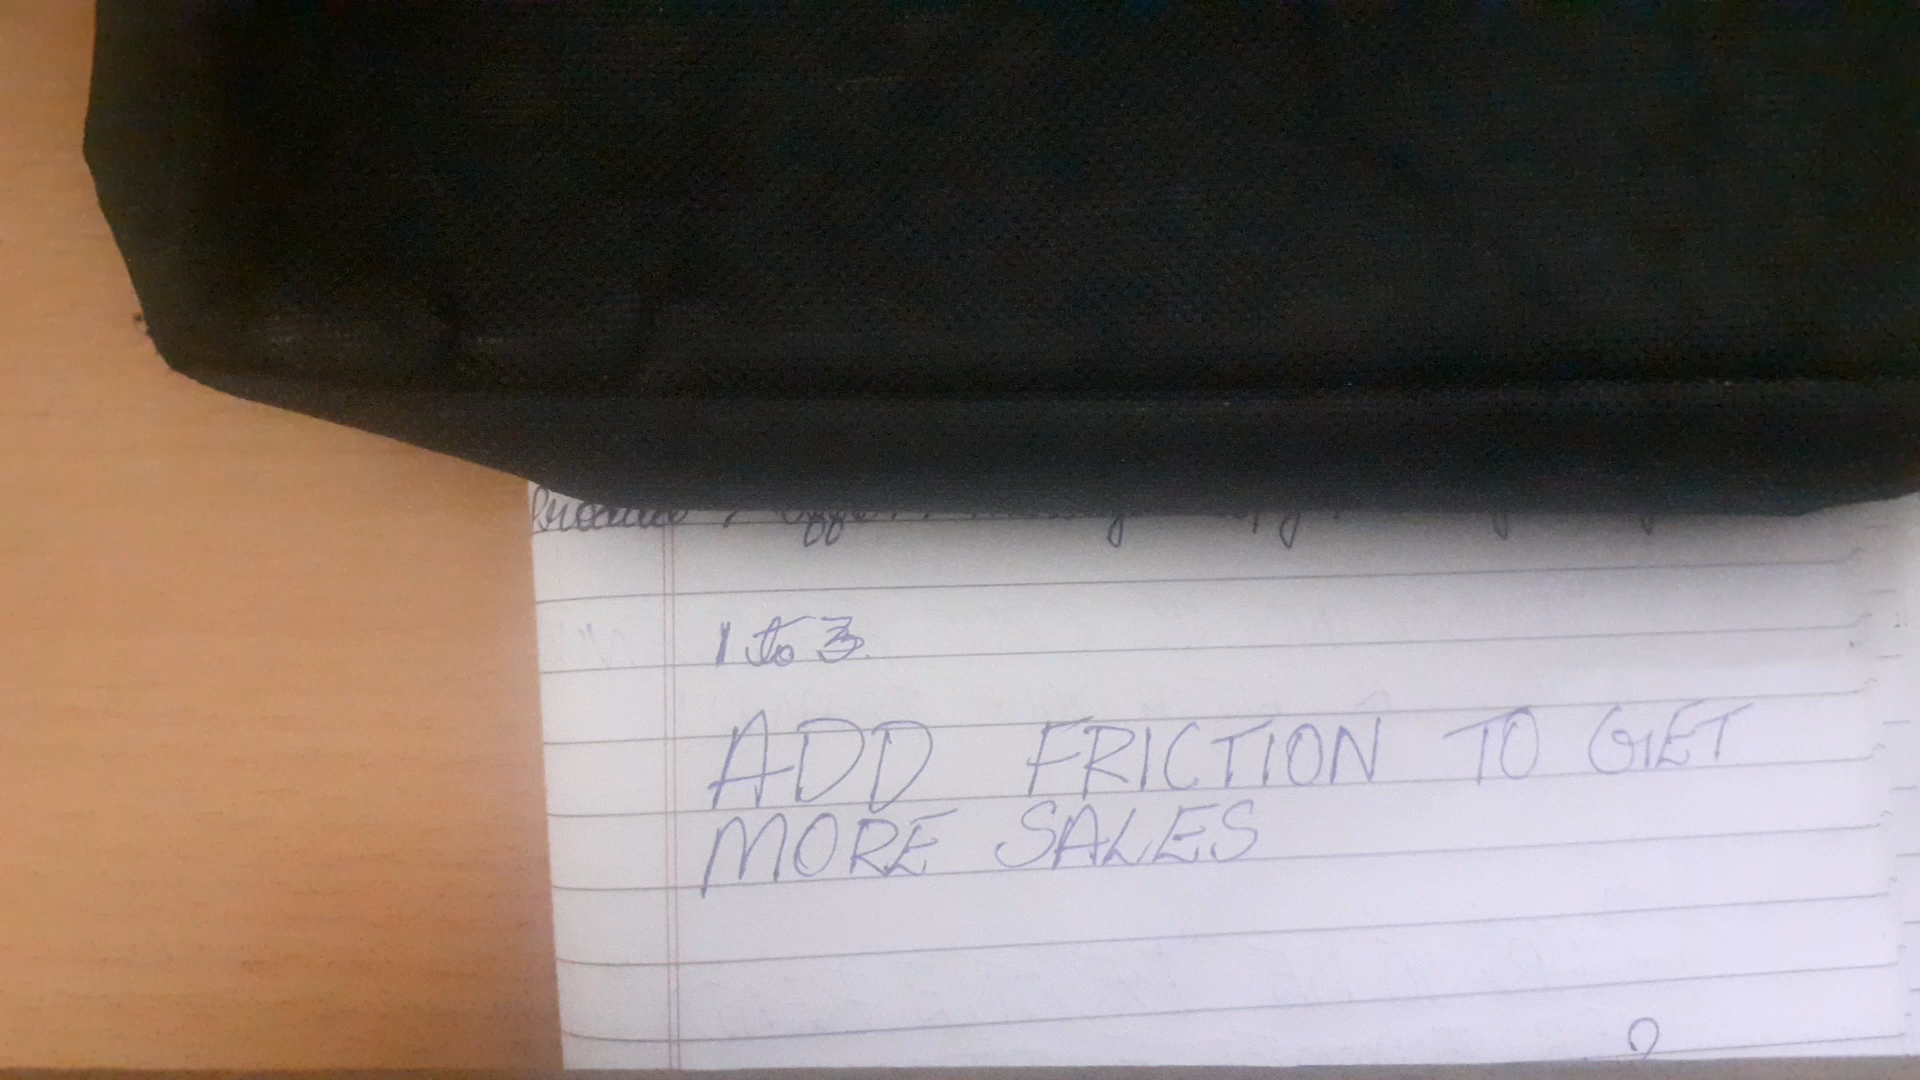 1 to 3
ADD FRICTION TO GET
MORE SALES